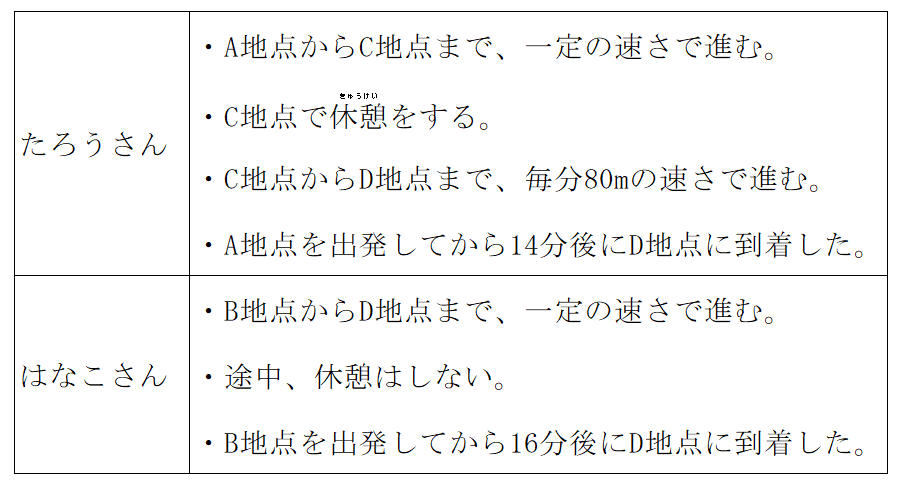 たろうさん
・A地点からC地点まで、一定の速さで進む。
きゅうけい
・C地点で休憩をする。
・C地点からD地点まで、毎分80mの速さで進む。
・A地点を出発してから14分後にD地点に到着した。
はなこさん
・B地点からD地点まで、一定の速さで進む。
・途中、休憩はしない。
・B地点を出発してから16分後にD地点に到着した。